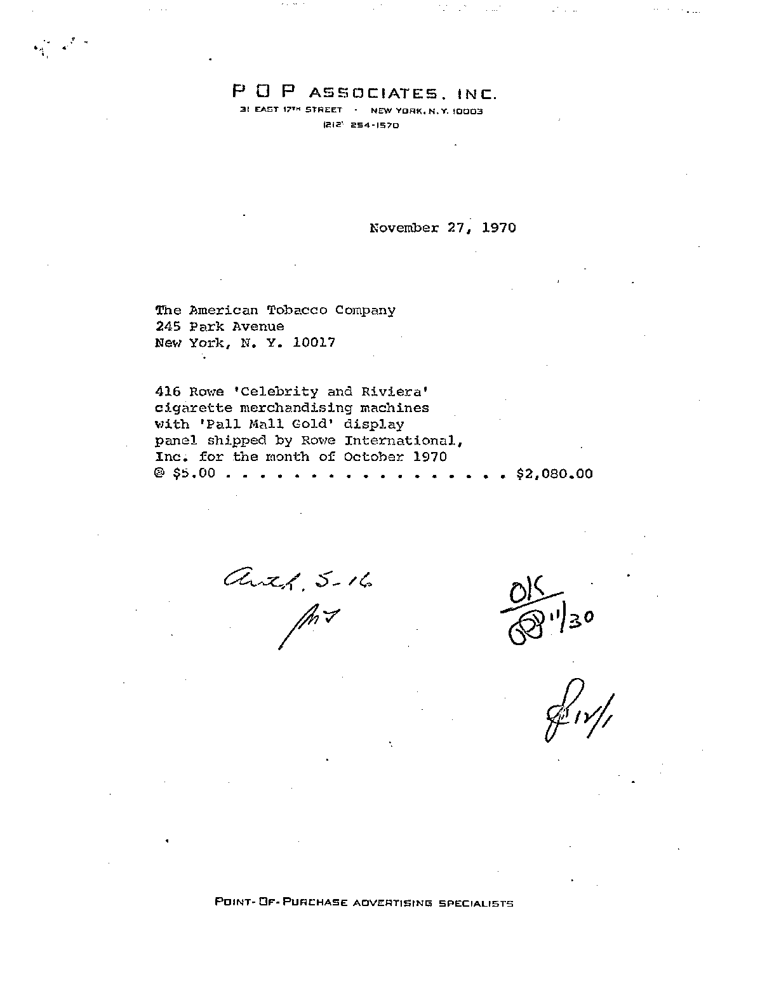 P O P ASSOCIATES, INC.
31 EAST 17TH STREET · NEW YORK, N.Y. 10003
(212) 254-1570
November 27, 1970
The American Tobacco Company
245 Park Avenue
New York, N. Y. 10017
416 Rowe 'Celebrity and Riviera'
cigarette merchandising machines
with 'Pall Mall Gold' display
panel shipped by Rowe International,
Inc. for the month of October 1970
@ $5.00 . . . . . . . . . . . . . . . . . . $2,080.00
Auth. 5-16
OK
11/30
12/1
POINT-OF-PURCHASE ADVERTISING SPECIALISTS